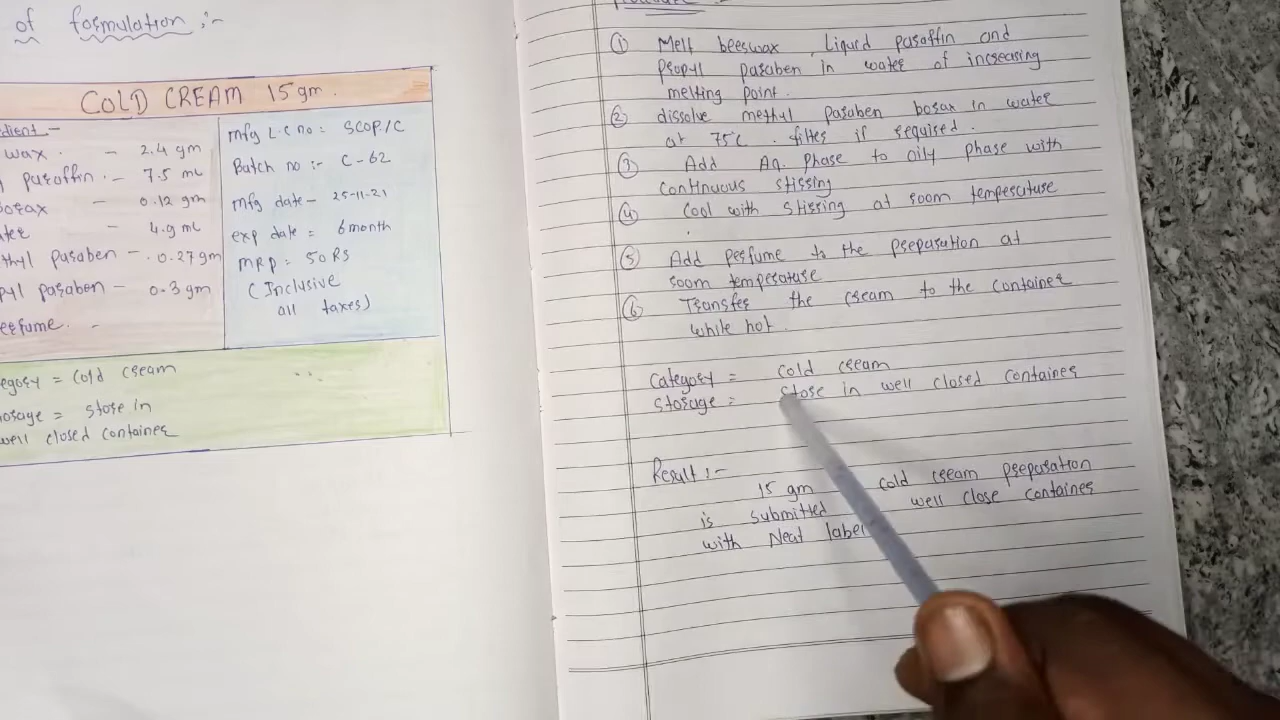 of formulation :-
COLD CREAM 15 gm.
dient -
wax. - 2.4 gm
paraffin. - 7.5 mL
Borax - 0.12 gm
ter - 4.9 mL
thyl paraben - 0.27gm
pyl paraben - 0.3 gm
erfume. -
mfg L.C no : SCOP/C
Batch no :- C-62
mfg date - 25-11-21
exp date = 6 month
MRP : 50 RS
( Inclusive
all taxes)
egory = Cold cream
orage = store in
well closed container
Procedure :-
① Melt beeswax , Liquid paraffin and
Propyl paraben in water of increasing
melting point.
② dissolve methyl paraben borax in water
at 75°C . filter if required.
③ Add Aq. Phase to oily phase with
Continuous stirring
④ Cool with stirring at room temperature
⑤ Add perfume to the preparation at
room temperature
⑥ Transfer the cream to the container
while hot.
Category = cold cream
Storage = store in well closed container
Result :-
15 gm cold cream preparation
is submitted well close container
with Neat label